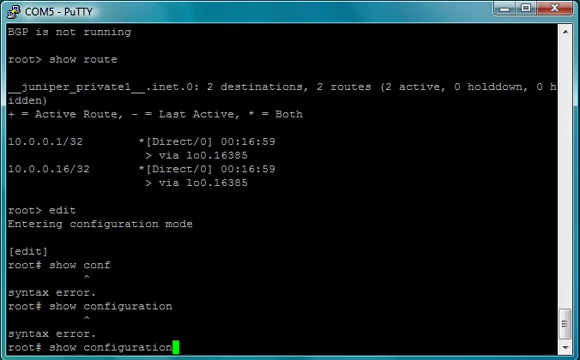 COM5 - PuTTY
BGP is not running
root> show route
__juniper_private1__.inet.0: 2 destinations, 2 routes (2 active, 0 holddown, 0 h
idden)
+ = Active Route, - = Last Active, * = Both
10.0.0.1/32        *[Direct/0] 00:16:59
> via lo0.16385
10.0.0.16/32       *[Direct/0] 00:16:59
> via lo0.16385
root> edit
Entering configuration mode
[edit]
root# show conf
^
syntax error.
root# show configuration
^
syntax error.
root# show configuration